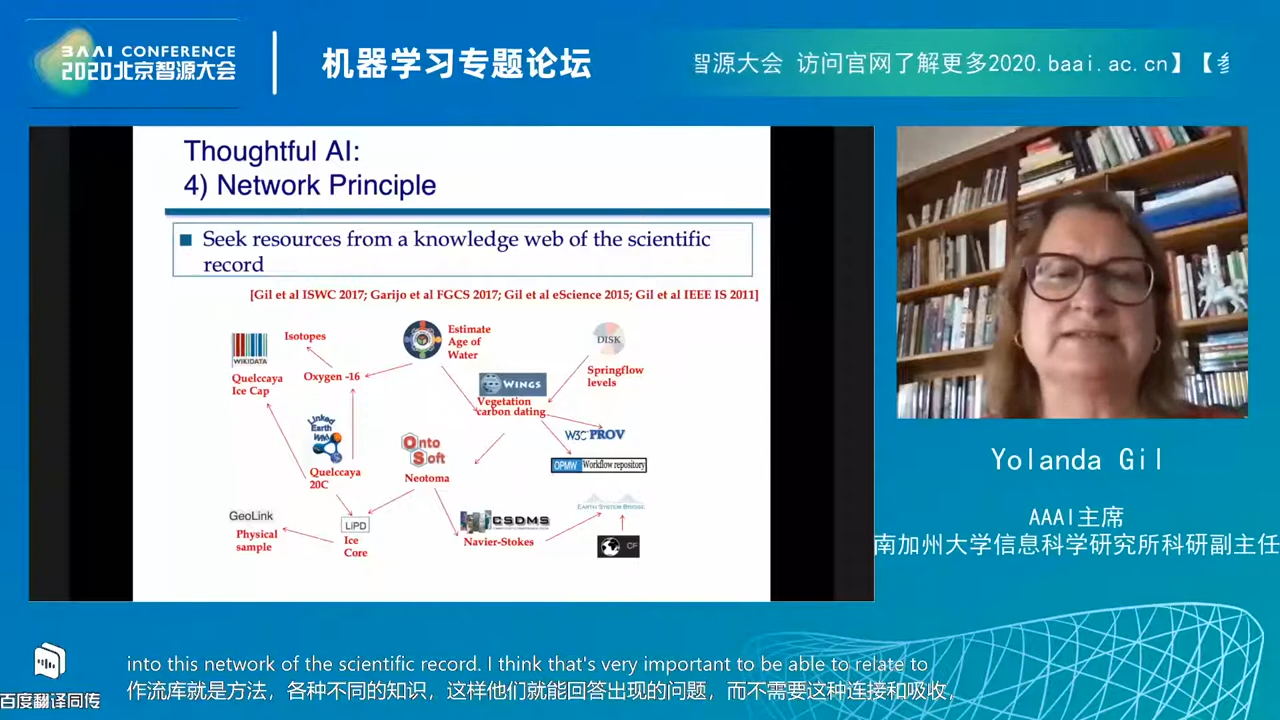 BAAI CONFERENCE
2020北京智源大会
机器学习专题论坛
智源大会 访问官网了解更多2020.baai.ac.cn】【参
Thoughtful AI:
4) Network Principle
Seek resources from a knowledge web of the scientific
record
[Gil et al ISWC 2017; Garijo et al FGCS 2017; Gil et al eScience 2015; Gil et al IEEE IS 2011]
WIKIDATA
Quelccaya
Ice Cap
Isotopes
Oxygen -16
Estimate
Age of
Water
DISK
Springflow
levels
WINGS
Vegetation
carbon dating
Linked
Earth
Wiki
Quelccaya
20C
Onto
Soft
Neotoma
W3C PROV
OPMW Workflow repository
GeoLink
Physical
sample
LiPD
Ice
Core
CSDMS
Navier-Stokes
EARTH SYSTEM BRIDGE
CF
Yolanda Gil
AAAI主席
南加州大学信息科学研究所科研副主任
into this network of the scientific record. I think that's very important to be able to relate to
作流库就是方法，各种不同的知识，这样他们就能回答出现的问题，而不需要这种连接和吸收，
百度翻译同传